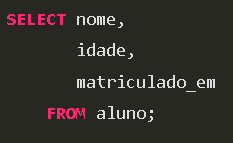 SELECT nome,
idade,
matriculado_em
FROM aluno;